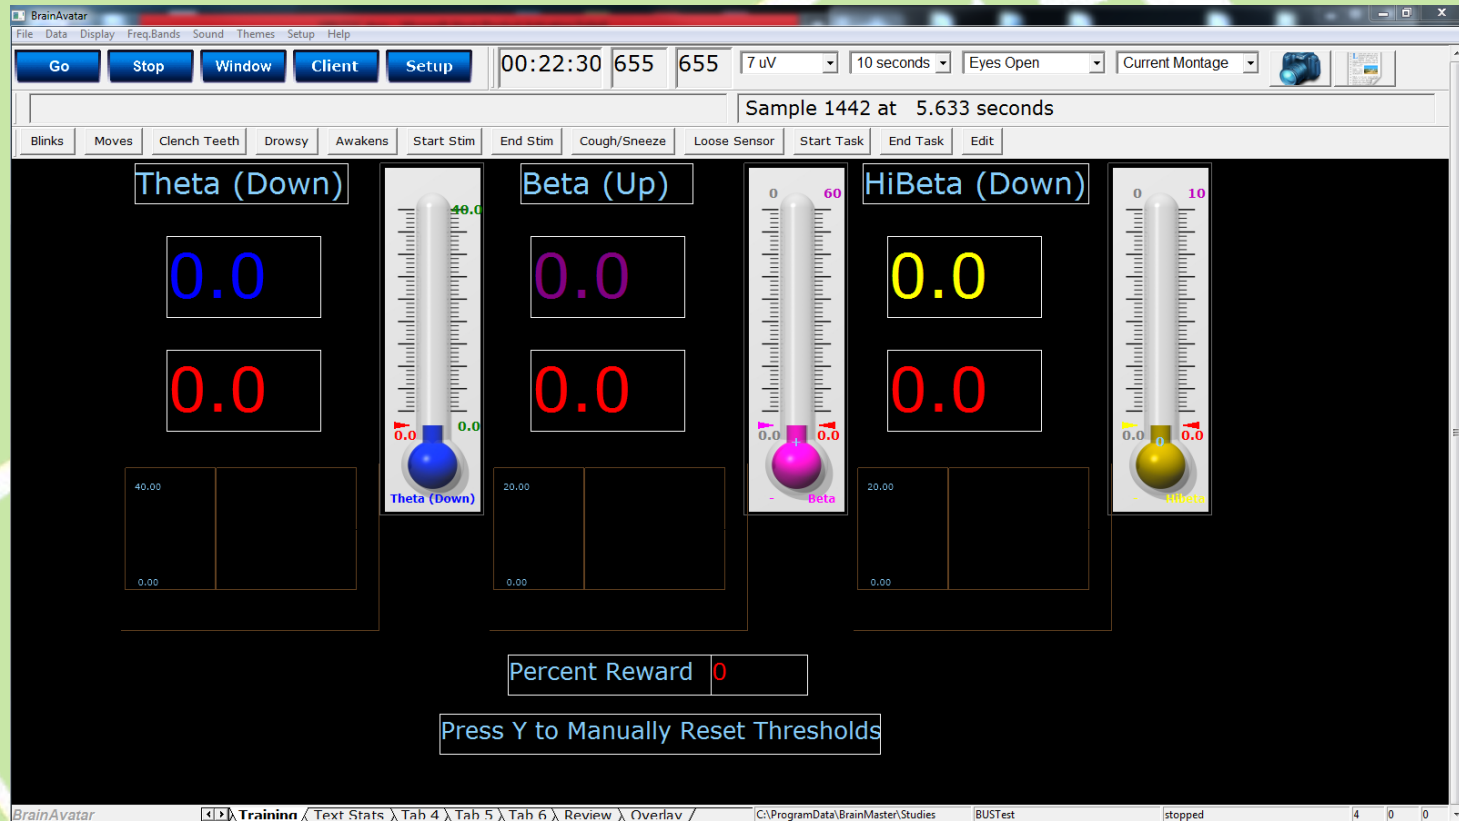 BrainAvatar
File Data Display Freq.Bands Sound Themes Setup Help
Go Stop Window Client Setup 00:22:30 655 655 7 uV 10 seconds Eyes Open Current Montage
Sample 1442 at 5.633 seconds
Blinks Moves Clench Teeth Drowsy Awakens Start Stim End Stim Cough/Sneeze Loose Sensor Start Task End Task Edit
Theta (Down) Beta (Up) HiBeta (Down)
0 60 0 10
40.0
0.0 0.0 0.0
0.0 0.0 0.0
0.0
0.0 0.0 0.0 0.0 0.0
+ 0
40.00 20.00 20.00
Theta (Down) - Beta - Hibeta
0.00 0.00 0.00
Percent Reward 0
Press Y to Manually Reset Thresholds
BrainAvatar Training Text Stats Tab 4 Tab 5 Tab 6 Review Overlay C:\ProgramData\BrainMaster\Studies BUSTest stopped 4 0 0